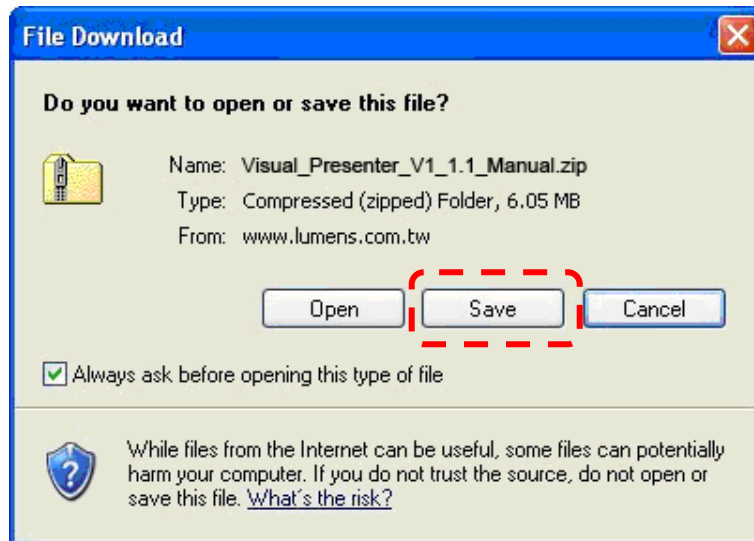 File Download
Do you want to open or save this file?
Name: Visual_Presenter_V1_1.1_Manual.zip
Type: Compressed (zipped) Folder, 6.05 MB
From: www.lumens.com.tw
Open Save Cancel
Always ask before opening this type of file
While files from the Internet can be useful, some files can potentially
harm your computer. If you do not trust the source, do not open or
save this file. What's the risk?